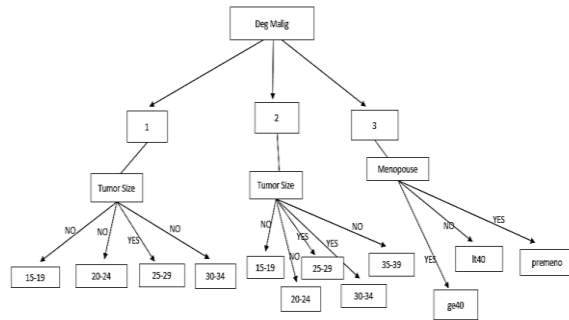 Deg Malig
1
2
3
Tumor Size
Tumor Size
Menopouse
NO
NO
YES
NO
NO
NO
YES
YES
NO
YES
NO
YES
15-19
20-24
25-29
30-34
15-19
20-24
25-29
30-34
35-39
ge40
lt40
premeno